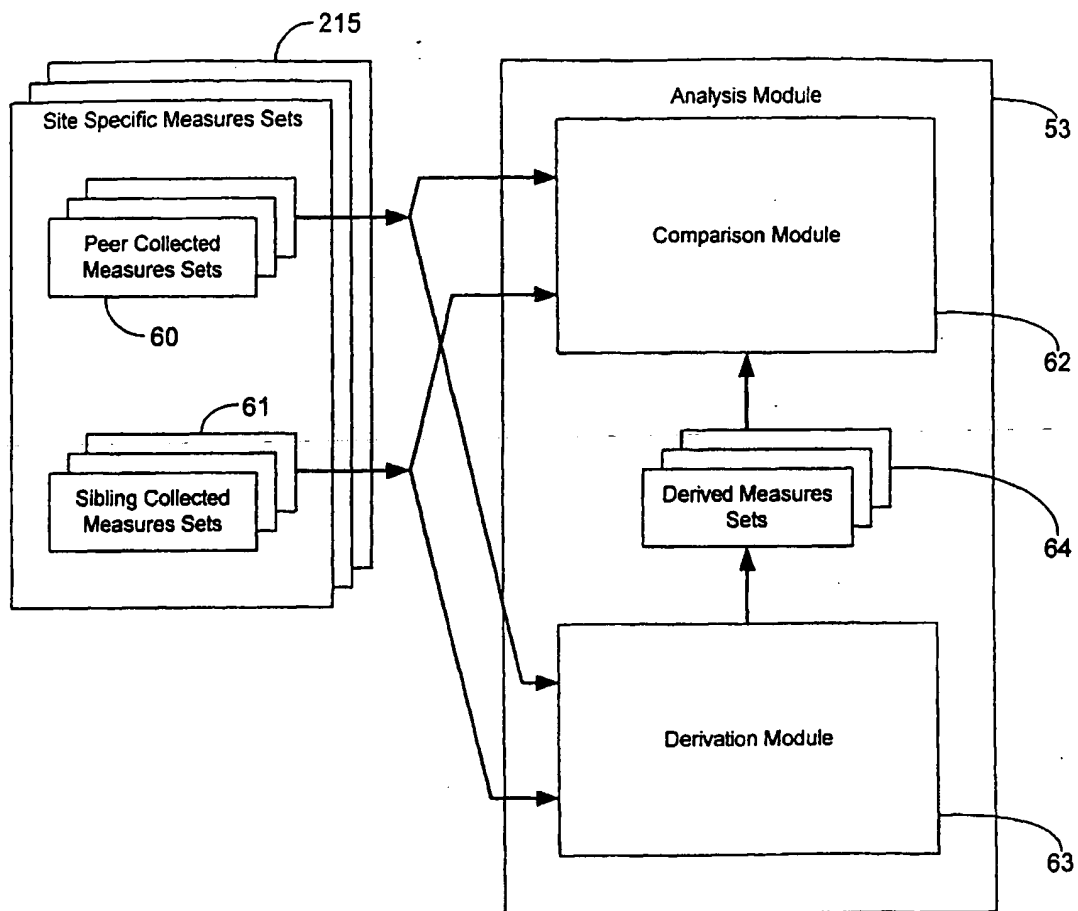 215
Site Specific Measures Sets
Peer Collected
Measures Sets
60
61
Sibling Collected
Measures Sets
Analysis Module
53
Comparison Module
62
Derived Measures
Sets
64
Derivation Module
63